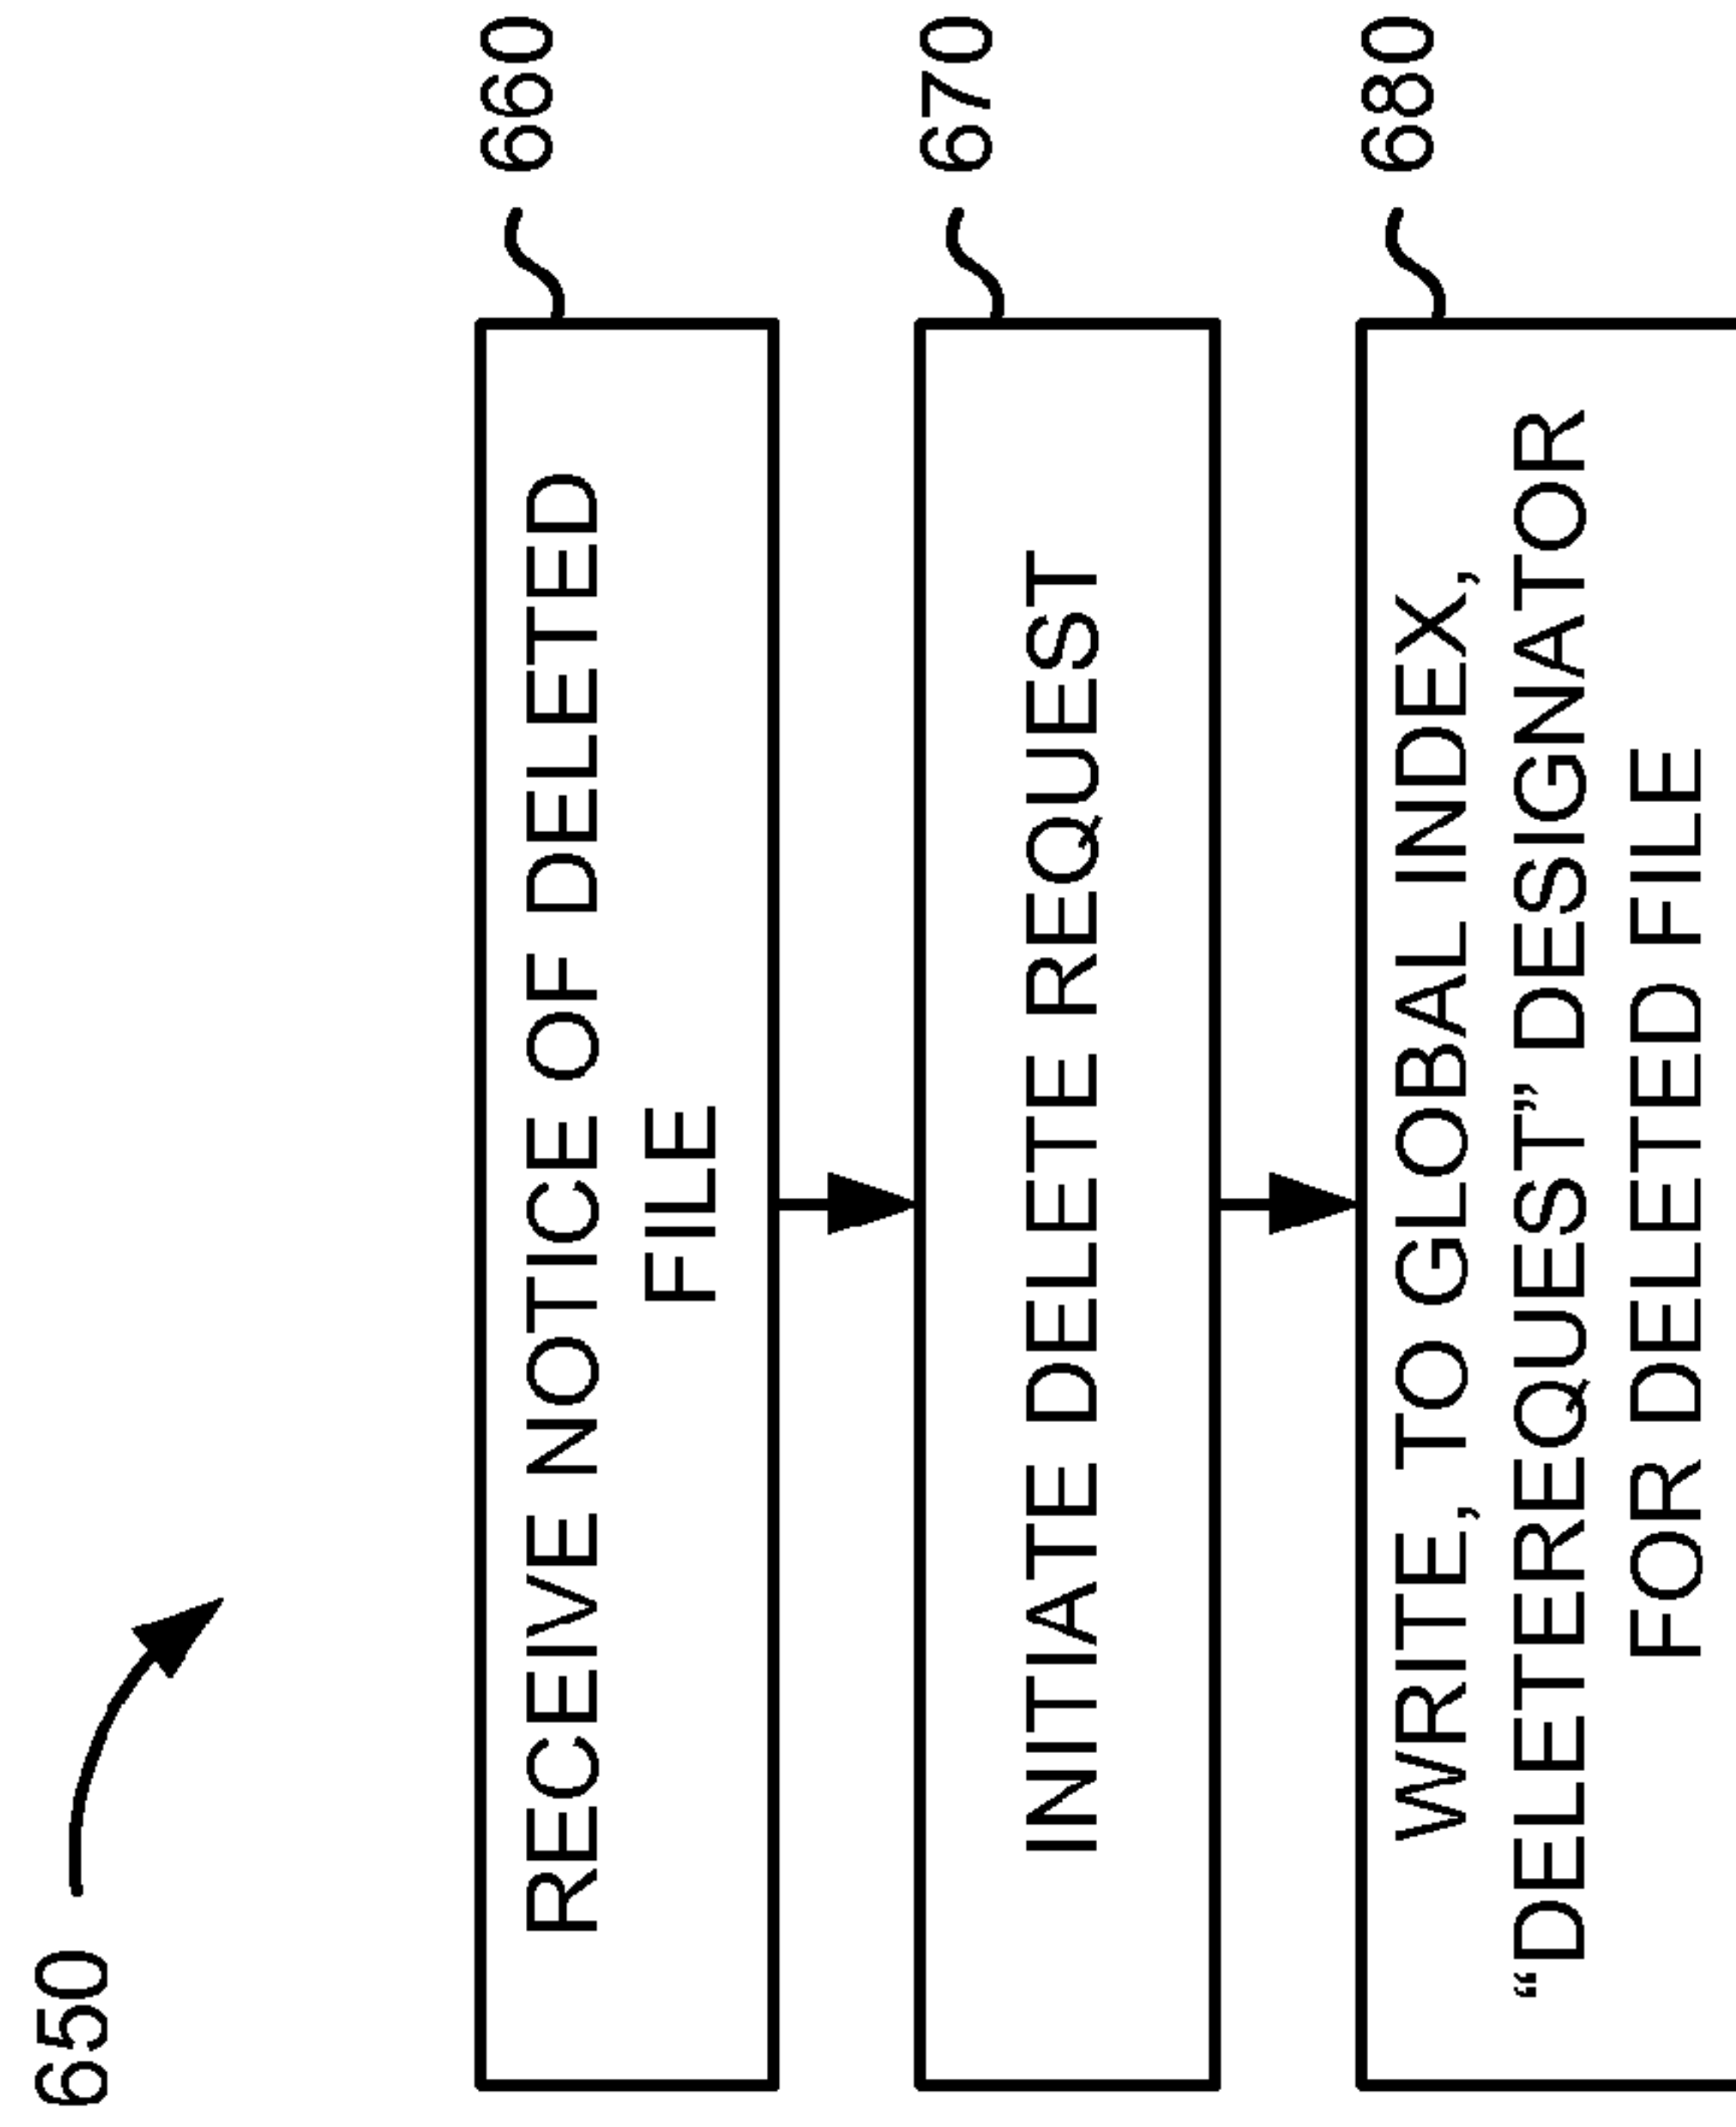 650
660
RECEIVE NOTICE OF DELETED
FILE
670
INITIATE DELETE REQUEST
680
WRITE, TO GLOBAL INDEX,
“DELETEREQUEST” DESIGNATOR
FOR DELETED FILE